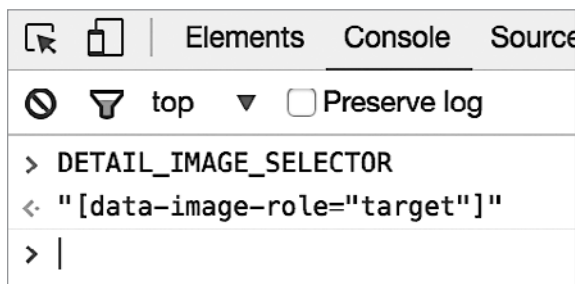 Elements Console Source
top ▼ Preserve log
> DETAIL_IMAGE_SELECTOR
<· "[data-image-role="target"]"
>